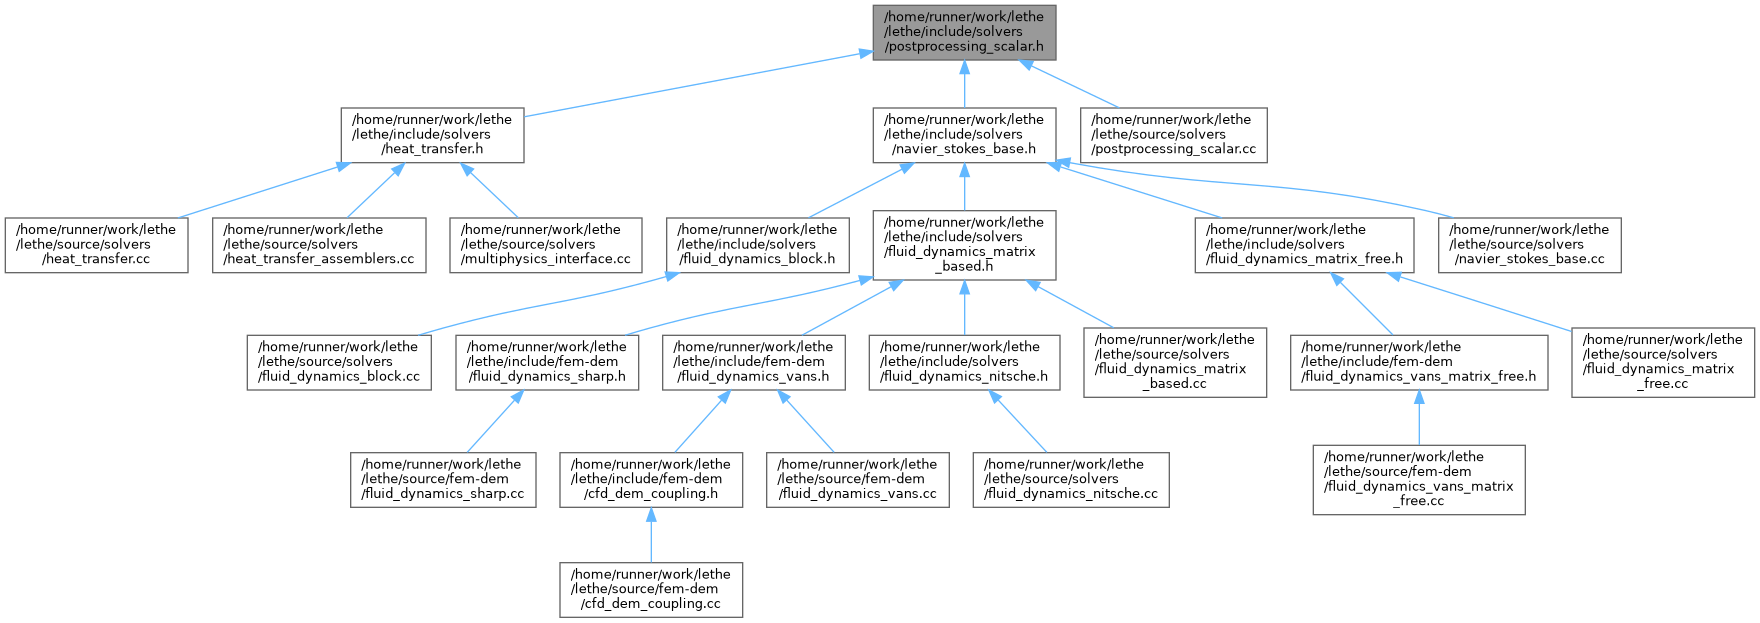 /home/runner/work/lethe
/lethe/include/solvers
/postprocessing_scalar.h
/home/runner/work/lethe
/lethe/include/solvers
/heat_transfer.h
/home/runner/work/lethe
/lethe/include/solvers
/navier_stokes_base.h
/home/runner/work/lethe
/lethe/source/solvers
/postprocessing_scalar.cc
/home/runner/work/lethe
/lethe/source/solvers
/heat_transfer.cc
/home/runner/work/lethe
/lethe/source/solvers
/heat_transfer_assemblers.cc
/home/runner/work/lethe
/lethe/source/solvers
/multiphysics_interface.cc
/home/runner/work/lethe
/lethe/include/solvers
/fluid_dynamics_block.h
/home/runner/work/lethe
/lethe/include/solvers
/fluid_dynamics_matrix
_based.h
/home/runner/work/lethe
/lethe/include/solvers
/fluid_dynamics_matrix_free.h
/home/runner/work/lethe
/lethe/source/solvers
/navier_stokes_base.cc
/home/runner/work/lethe
/lethe/source/solvers
/fluid_dynamics_block.cc
/home/runner/work/lethe
/lethe/include/fem-dem
/fluid_dynamics_sharp.h
/home/runner/work/lethe
/lethe/include/fem-dem
/fluid_dynamics_vans.h
/home/runner/work/lethe
/lethe/include/solvers
/fluid_dynamics_nitsche.h
/home/runner/work/lethe
/lethe/source/solvers
/fluid_dynamics_matrix
_based.cc
/home/runner/work/lethe
/lethe/include/fem-dem
/fluid_dynamics_vans_matrix_free.h
/home/runner/work/lethe
/lethe/source/solvers
/fluid_dynamics_matrix
_free.cc
/home/runner/work/lethe
/lethe/source/fem-dem
/fluid_dynamics_sharp.cc
/home/runner/work/lethe
/lethe/include/fem-dem
/cfd_dem_coupling.h
/home/runner/work/lethe
/lethe/source/fem-dem
/fluid_dynamics_vans.cc
/home/runner/work/lethe
/lethe/source/solvers
/fluid_dynamics_nitsche.cc
/home/runner/work/lethe
/lethe/source/fem-dem
/fluid_dynamics_vans_matrix
_free.cc
/home/runner/work/lethe
/lethe/source/fem-dem
/cfd_dem_coupling.cc